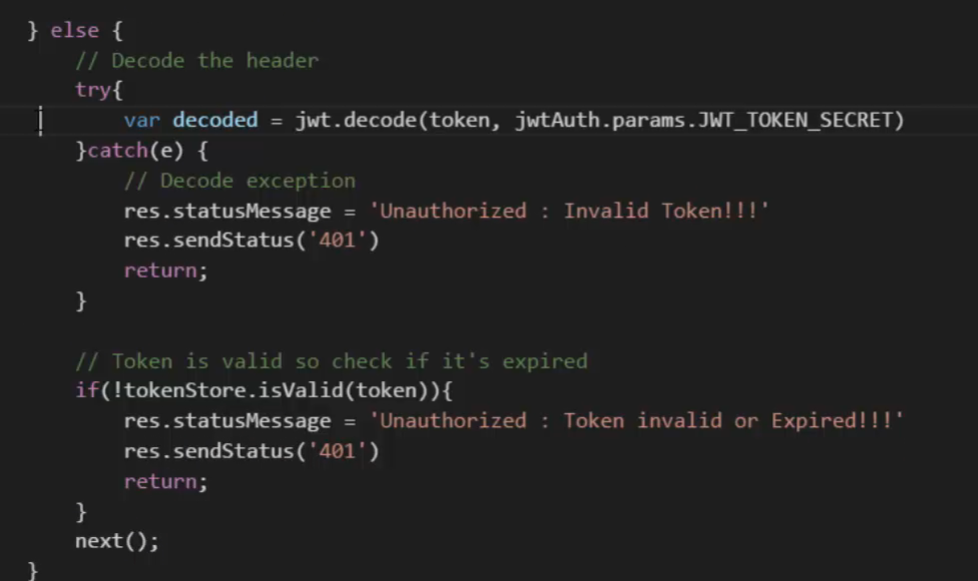 } else {
// Decode the header
try{
var decoded = jwt.decode(token, jwtAuth.params.JWT_TOKEN_SECRET)
}catch(e) {
// Decode exception
res.statusMessage = 'Unauthorized : Invalid Token!!!'
res.sendStatus('401')
return;
}
// Token is valid so check if it's expired
if(!tokenStore.isValid(token)){
res.statusMessage = 'Unauthorized : Token invalid or Expired!!!'
res.sendStatus('401')
return;
}
next();
}